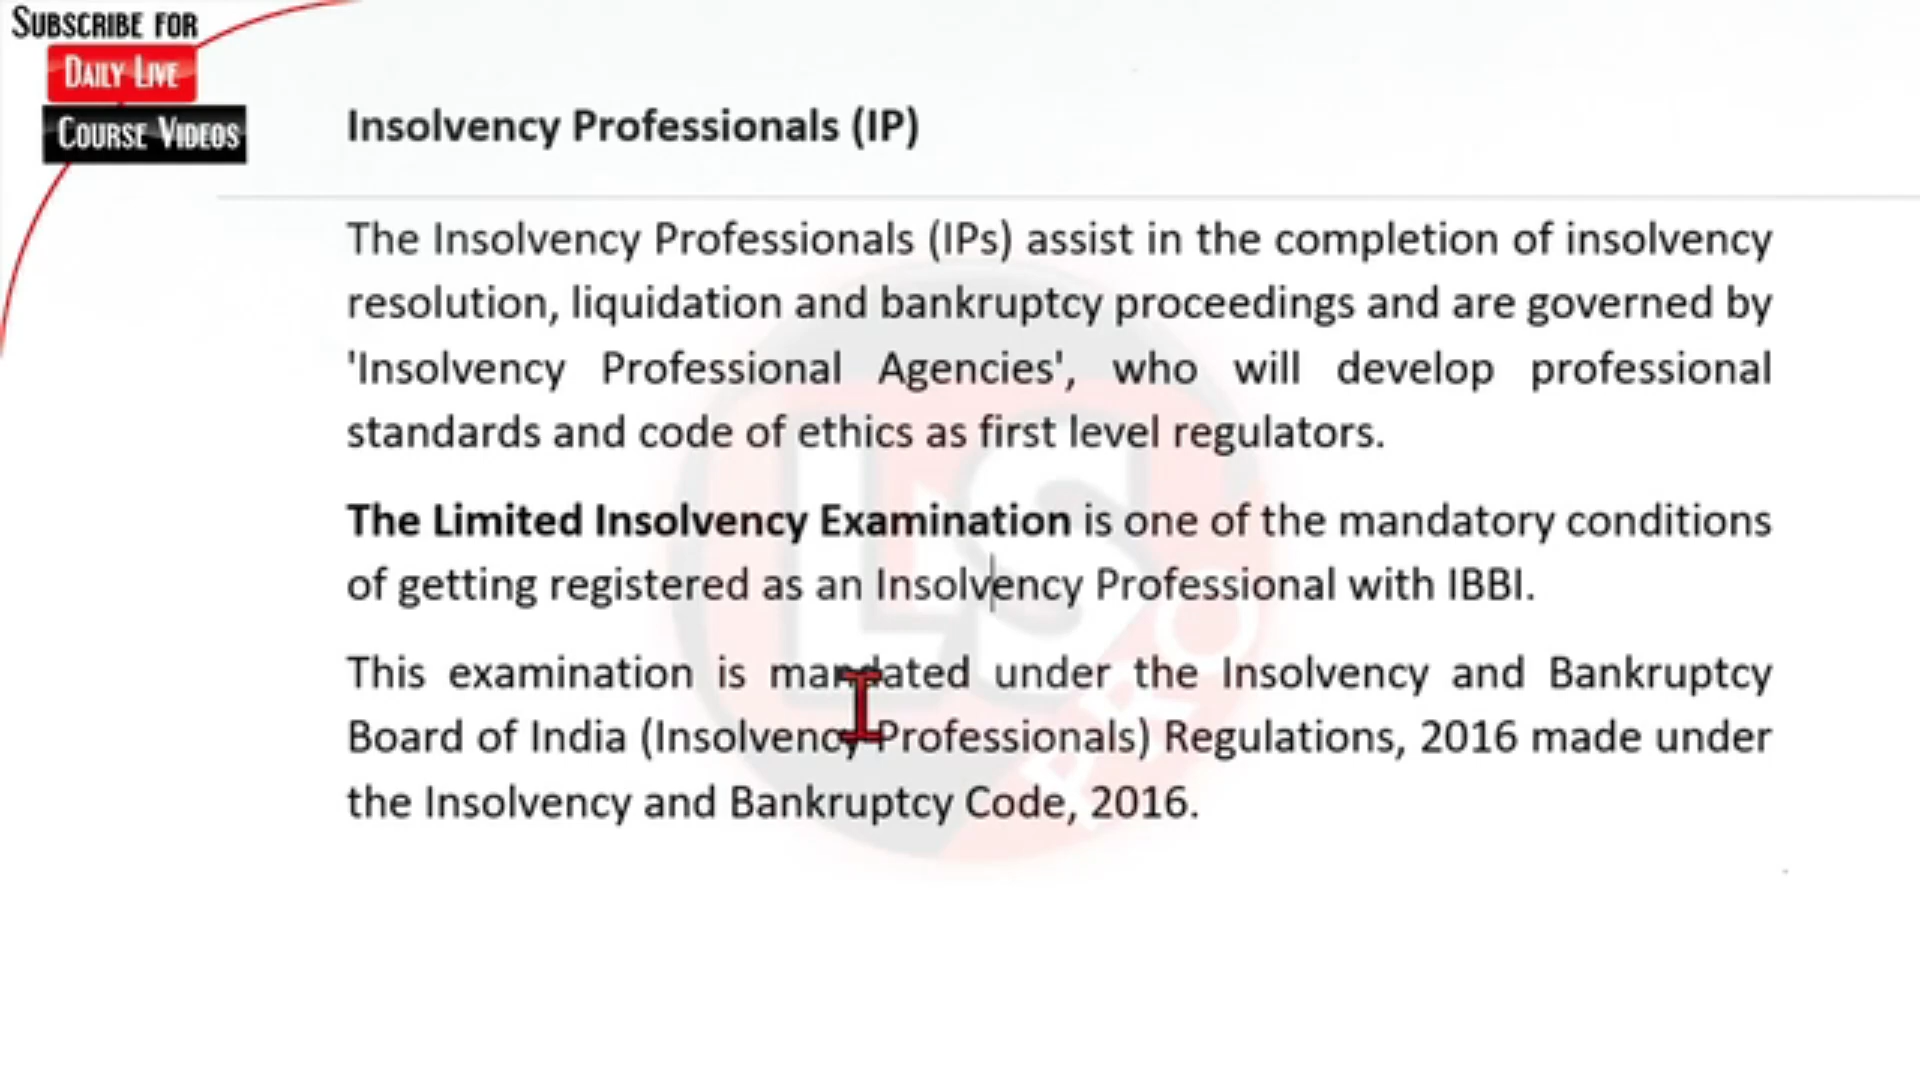 SUBSCRIBE FOR
DAILY LIVE
COURSE VIDEOS
Insolvency Professionals (IP)
The Insolvency Professionals (IPs) assist in the completion of insolvency
resolution, liquidation and bankruptcy proceedings and are governed by
'Insolvency Professional Agencies', who will develop professional
standards and code of ethics as first level regulators.
The Limited Insolvency Examination is one of the mandatory conditions
of getting registered as an Insolvency Professional with IBBI.
This examination is mandated under the Insolvency and Bankruptcy
Board of India (Insolvency Professionals) Regulations, 2016 made under
the Insolvency and Bankruptcy Code, 2016.
LS
PRO